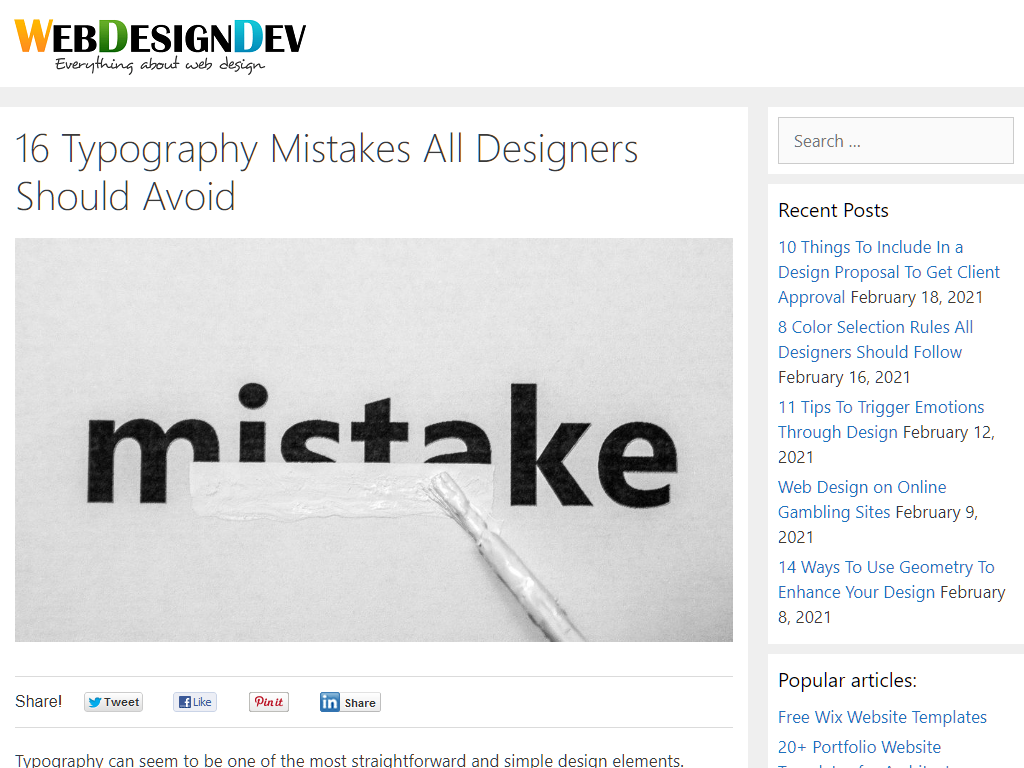 WEBDESIGNDEV
Everything about web design
16 Typography Mistakes All Designers
Should Avoid
mistake
Share!
Tweet
Like
Pin it
in Share
Typography can seem to be one of the most straightforward and simple design elements.
Search ...
Recent Posts
10 Things To Include In a
Design Proposal To Get Client
Approval February 18, 2021
8 Color Selection Rules All
Designers Should Follow
February 16, 2021
11 Tips To Trigger Emotions
Through Design February 12,
2021
Web Design on Online
Gambling Sites February 9,
2021
14 Ways To Use Geometry To
Enhance Your Design February
8, 2021
Popular articles:
Free Wix Website Templates
20+ Portfolio Website